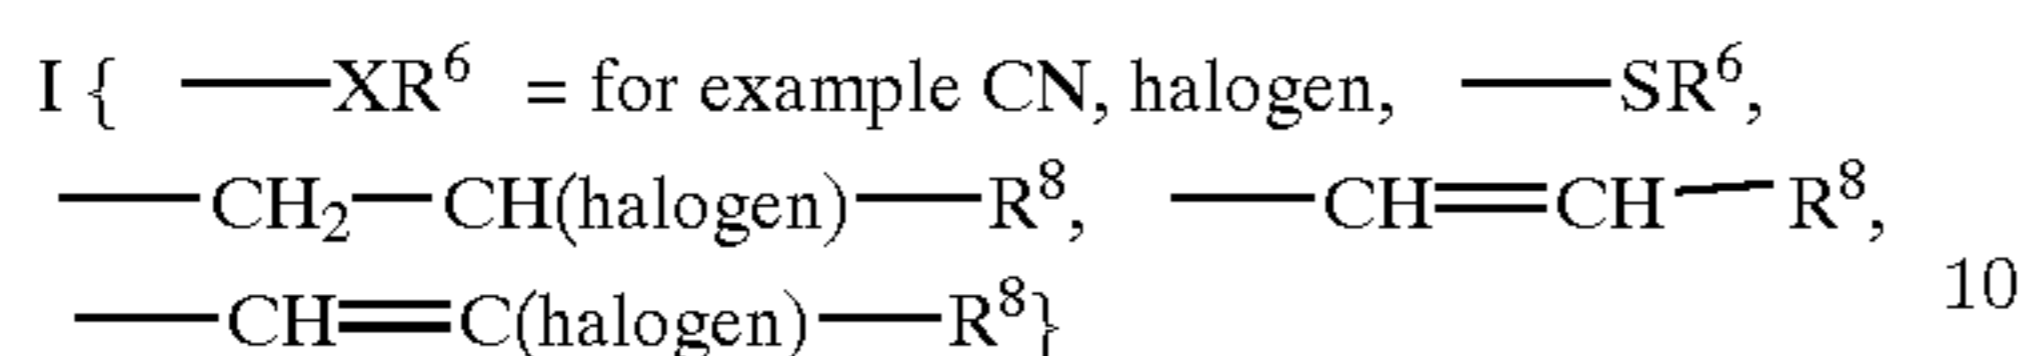 I { —XR⁶ = for example CN, halogen, —SR⁶,
—CH₂—CH(halogen)—R⁸, —CH=CH—R⁸,
—CH=C(halogen)—R⁸}
10